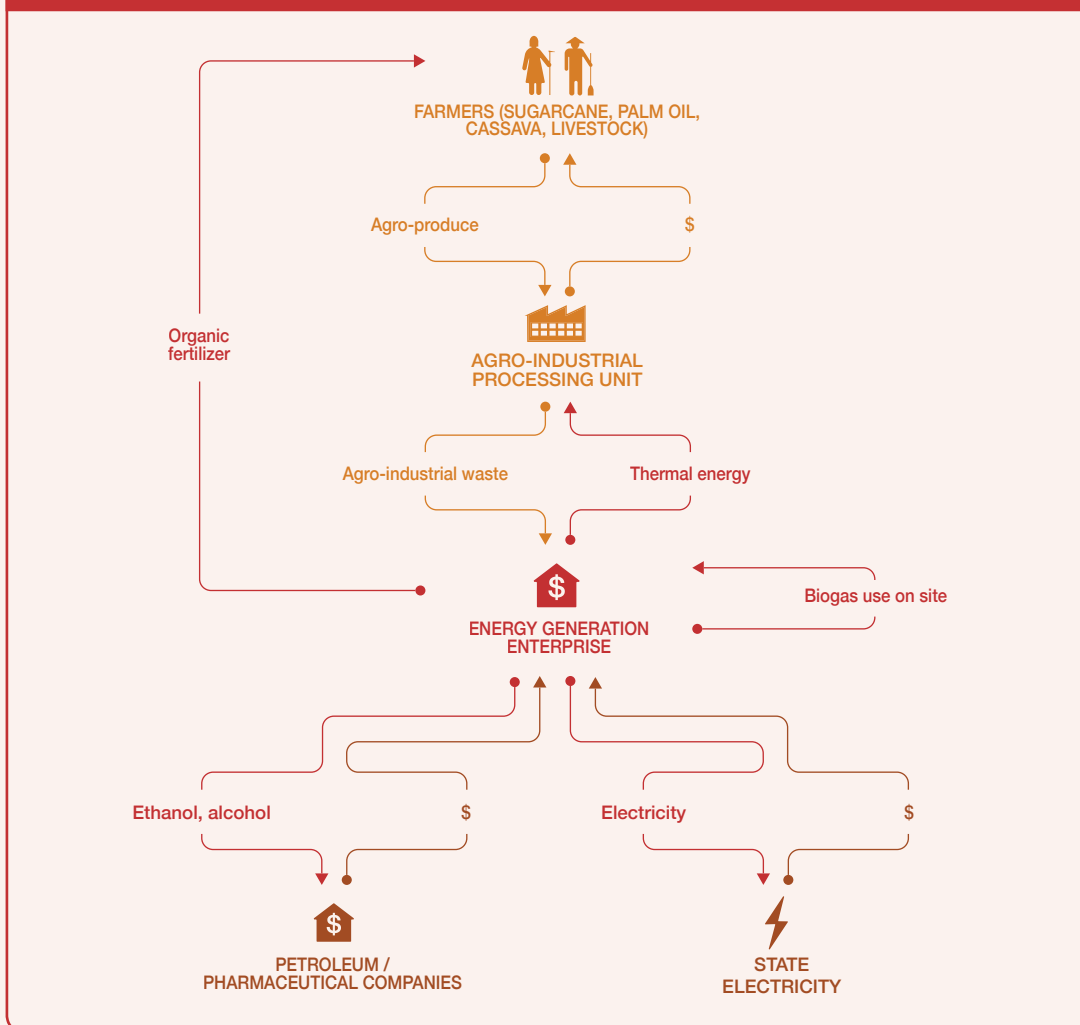 FARMERS (SUGARCANE, PALM OIL,
CASSAVA, LIVESTOCK)
Agro-produce
$
Organic
fertilizer
AGRO-INDUSTRIAL
PROCESSING UNIT
Agro-industrial waste
Thermal energy
$
Biogas use on site
ENERGY GENERATION
ENTERPRISE
Ethanol, alcohol
$
Electricity
$
$
PETROLEUM /
PHARMACEUTICAL COMPANIES
STATE
ELECTRICITY